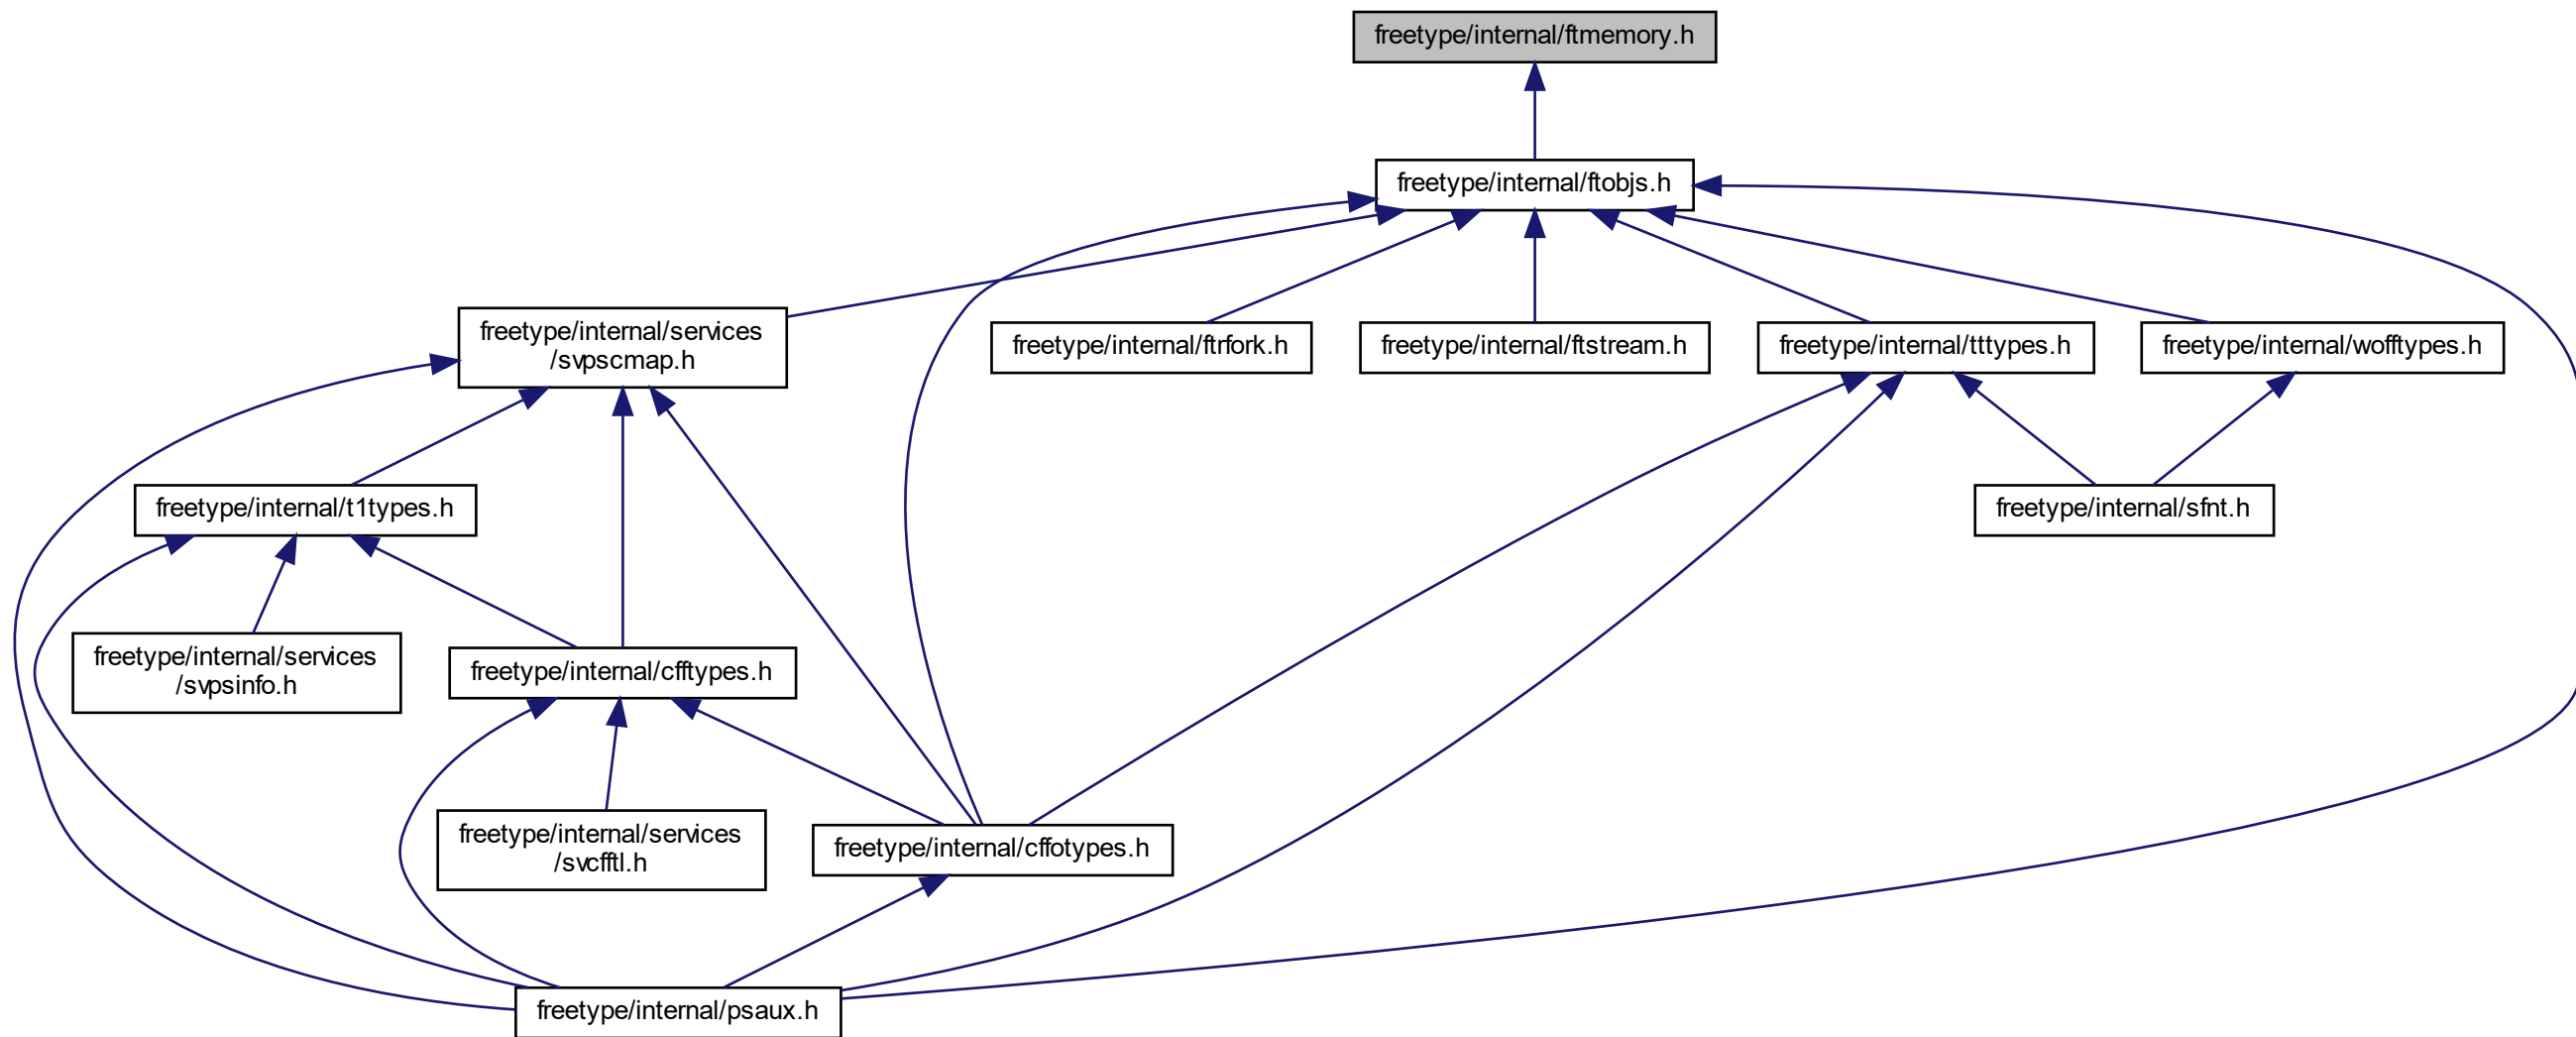 freetype/internal/ftmemory.h
freetype/internal/ftobjs.h
freetype/internal/services
/svpscmap.h
freetype/internal/ftrfork.h
freetype/internal/ftstream.h
freetype/internal/tttypes.h
freetype/internal/wofftypes.h
freetype/internal/t1types.h
freetype/internal/sfnt.h
freetype/internal/services
/svpsinfo.h
freetype/internal/cfftypes.h
freetype/internal/services
/svcfftl.h
freetype/internal/cffotypes.h
freetype/internal/psaux.h